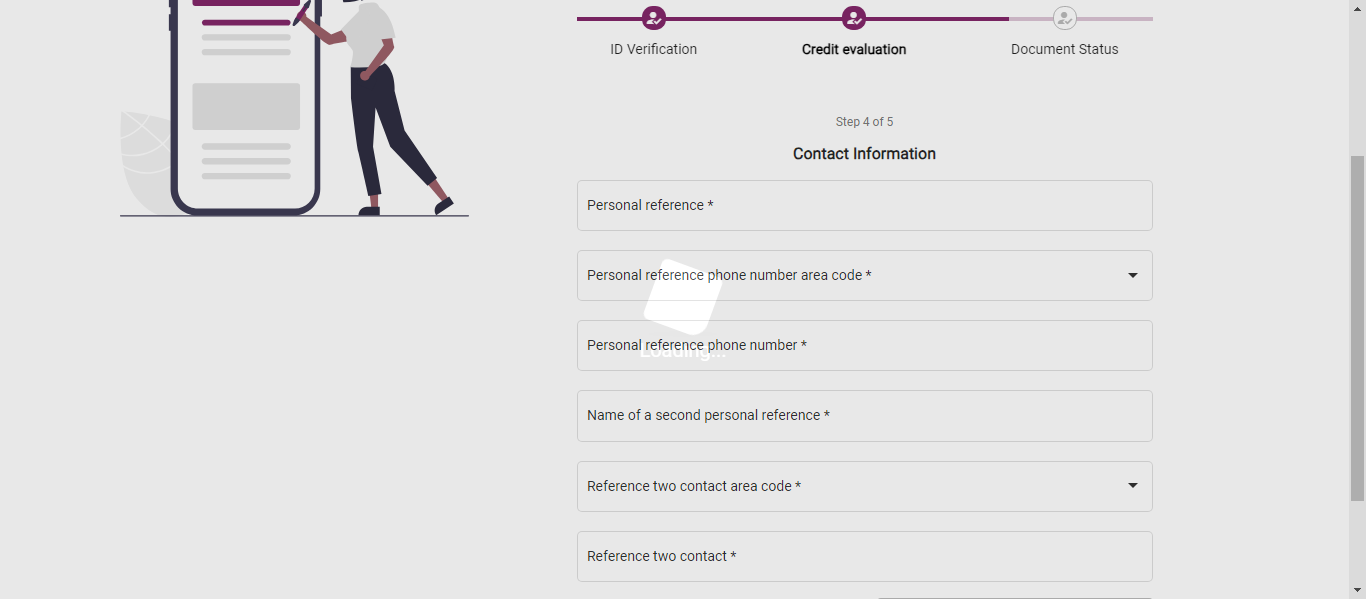 ID Verification
Credit evaluation
Document Status
Step 4 of 5
Contact Information
Personal reference *
Personal reference phone number area code *
Personal reference phone number *
Loading...
Name of a second personal reference *
Reference two contact area code *
Reference two contact *